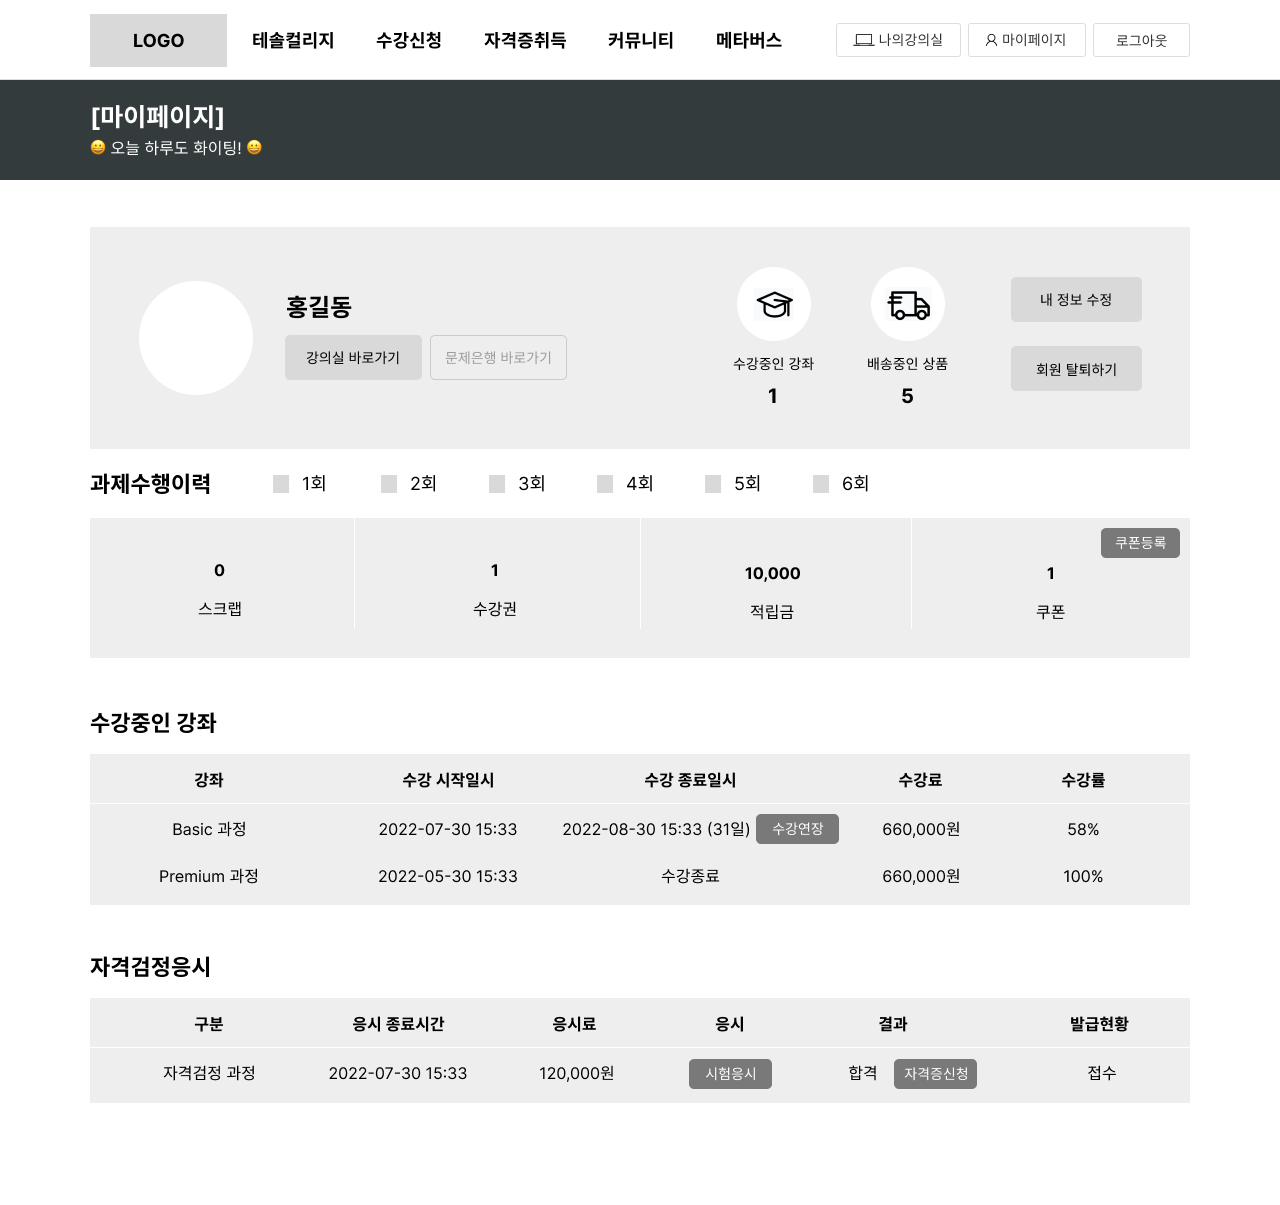 LOGO 테솔컬리지 수강신청 자격증취득 커뮤니티 메타버스 나의강의실 마이페이지 로그아웃
[마이페이지]
😀 오늘 하루도 화이팅! 😀
홍길동
강의실 바로가기 문제은행 바로가기
수강중인 강좌
1
배송중인 상품
5
내 정보 수정
회원 탈퇴하기
과제수행이력 1회 2회 3회 4회 5회 6회
쿠폰등록
0 1 10,000 1
스크랩 수강권 적립금 쿠폰
수강중인 강좌
강좌 수강 시작일시 수강 종료일시 수강료 수강률
Basic 과정 2022-07-30 15:33 2022-08-30 15:33 (31일) 수강연장 660,000원 58%
Premium 과정 2022-05-30 15:33 수강종료 660,000원 100%
자격검정응시
구분 응시 종료시간 응시료 응시 결과 발급현황
자격검정 과정 2022-07-30 15:33 120,000원 시험응시 합격 자격증신청 접수